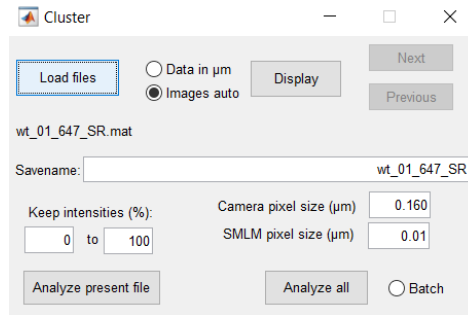 Cluster
Load files
Data in µm
Images auto
Display
Next
Previous
wt_01_647_SR.mat
Savename: wt_01_647_SR
Keep intensities (%):
0 to 100
Camera pixel size (µm) 0.160
SMLM pixel size (µm) 0.01
Analyze present file
Analyze all
Batch